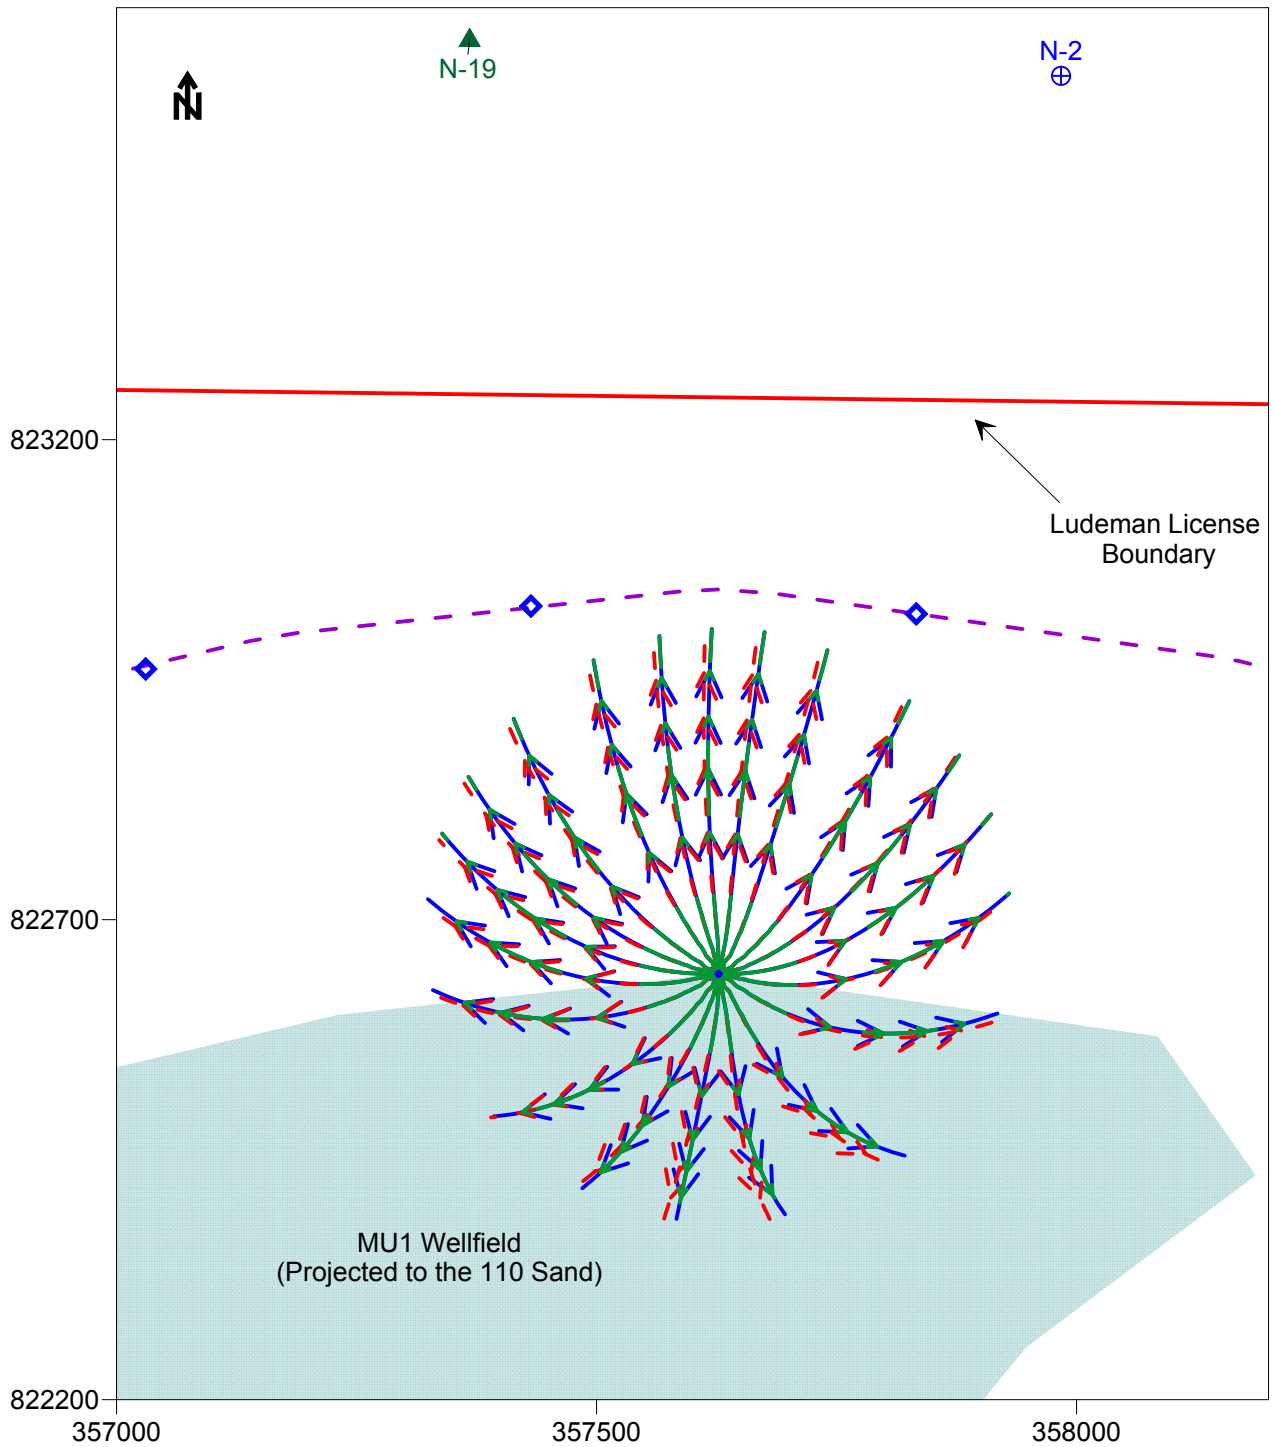 N-19
N-2
N
823200
Ludeman License
Boundary
822700
MU1 Wellfield
(Projected to the 110 Sand)
822200
357000
357500
358000